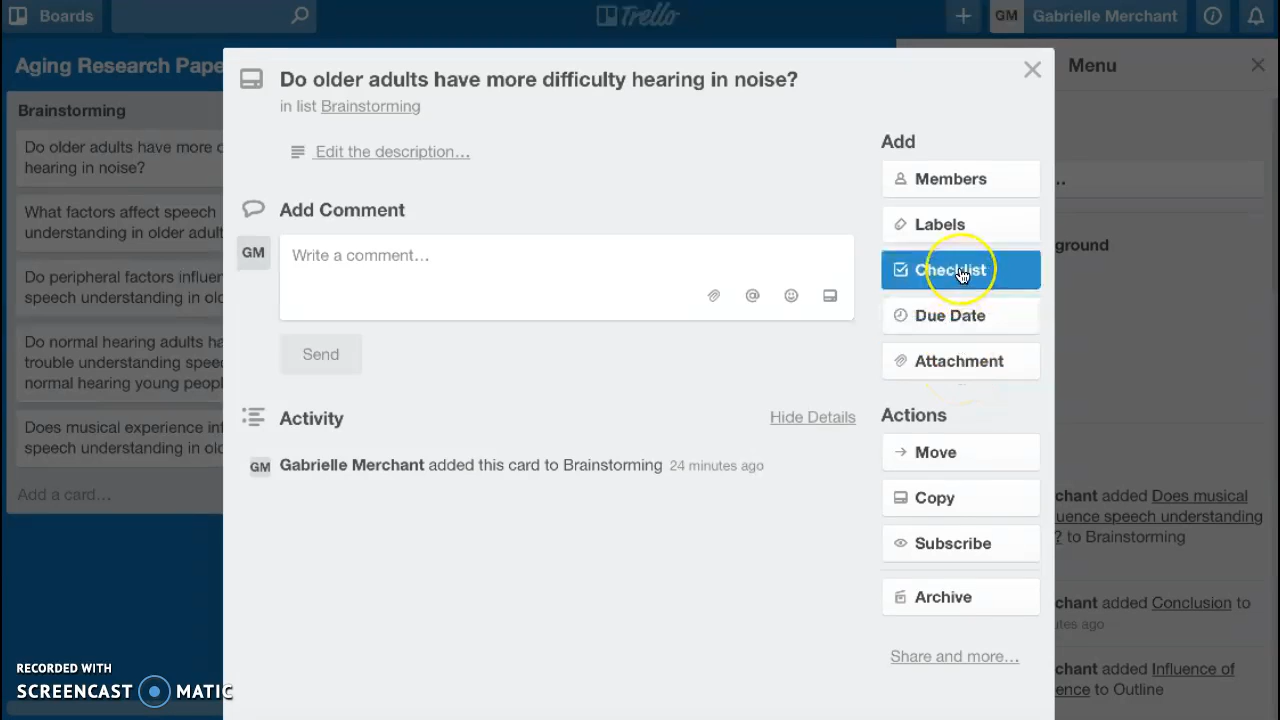 Boards
Trello
GM
Gabrielle Merchant
Aging Research Pape
Brainstorming
Do older adults have more d
hearing in noise?
What factors affect speech
understanding in older adult
Do peripheral factors influen
speech understanding in old
Do normal hearing adults ha
trouble understanding speec
normal hearing young peopl
Does musical experience inf
speech understanding in old
Add a card…
Do older adults have more difficulty hearing in noise?
in list Brainstorming
Edit the description…
Add Comment
GM
Write a comment…
Send
Activity
Hide Details
GM Gabrielle Merchant added this card to Brainstorming 24 minutes ago
Add
Members
Labels
Checklist
Due Date
Attachment
Actions
Move
Copy
Subscribe
Archive
Share and more…
Menu
ground
chant added Does musical
uence speech understanding
? to Brainstorming
chant added Conclusion to
utes ago
chant added Influence of
ence to Outline
RECORDED WITH
SCREENCAST MATIC